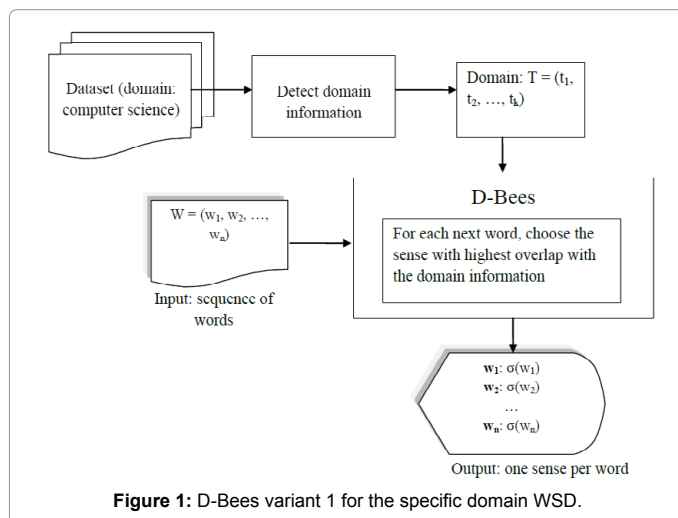 Dataset (domain:
computer science)
Detect domain
information
Domain: T = (t₁,
t₂, …, tₖ)
D-Bees
W = (w₁, w₂, …,
wₙ)
For each next word, choose the
sense with highest overlap with
the domain information
Input: sequence of
words
w₁: σ(w₁)
w₂: σ(w₂)
…
wₙ: σ(wₙ)
Output: one sense per word
Figure 1: D-Bees variant 1 for the specific domain WSD.